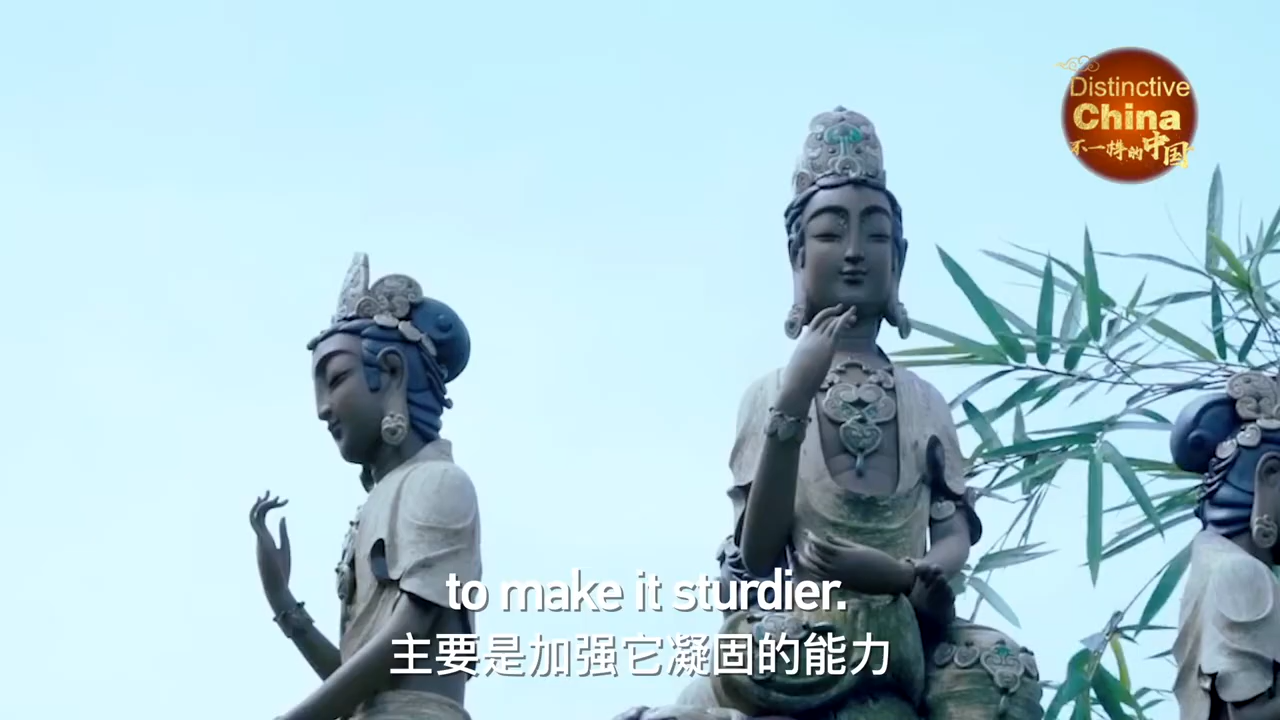 Distinctive
China
不一样的中国
to make it sturdier.
主要是加强它凝固的能力